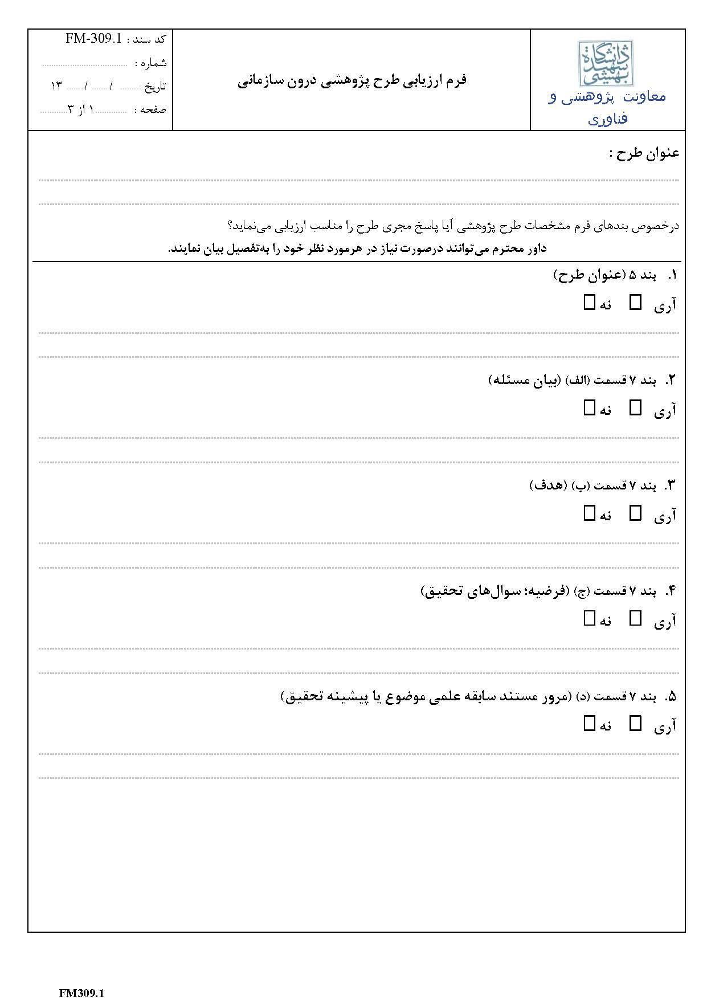 دانشگاه
شهید
بهشتی
معاونت پژوهشی و
فناوری
فرم ارزیابی طرح پژوهشی درون سازمانی
کد سند : FM-309.1
شماره : ......................................
تاریخ : ......... / ....... / ....... ۱۳
صفحه : ..............۱ از ۳............
عنوان طرح :
درخصوص بندهای فرم مشخصات طرح پژوهشی آیا پاسخ مجری طرح را مناسب ارزیابی می‌نماید؟
داور محترم می‌توانند درصورت نیاز در هرمورد نظر خود را به‌تفصیل بیان نمایند.
۱. بند ۵ (عنوان طرح)
آری □ نه □
۲. بند ۷ قسمت (الف) (بیان مسئله)
آری □ نه □
۳. بند ۷ قسمت (ب) (هدف)
آری □ نه □
۴. بند ۷ قسمت (ج) (فرضیه؛ سوال‌های تحقیق)
آری □ نه □
۵. بند ۷ قسمت (د) (مرور مستند سابقه علمی موضوع یا پیشینه تحقیق)
آری □ نه □
FM309.1